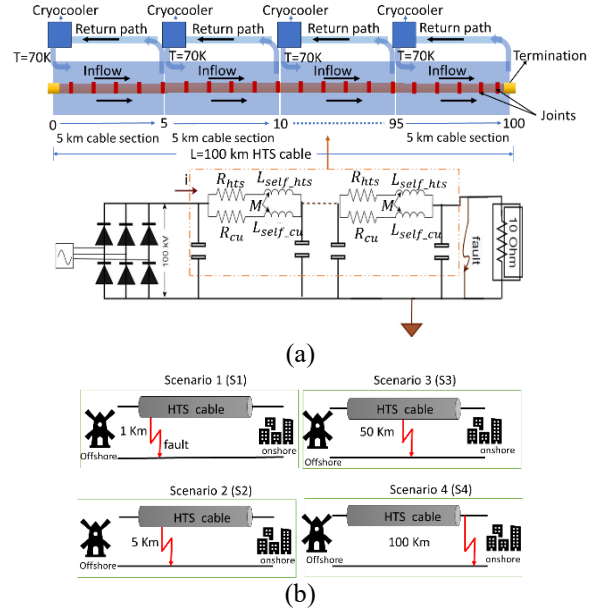 Cryocooler Cryocooler Cryocooler Cryocooler
Return path Return path Return path
T=70K T=70K T=70K T=70K
Termination
Inflow Inflow Inflow Inflow
Joints
0 5 10 95 100
5 km cable section 5 km cable section 5 km cable section
L=100 km HTS cable
i R_hts L_self_hts R_hts L_self_hts
M M
R_cu L_self_cu R_cu L_self_cu
100 kV
fault
10 Ohm
(a)
Scenario 1 (S1) Scenario 3 (S3)
HTS cable HTS cable
1 Km 50 Km
fault
Offshore onshore Offshore onshore
Scenario 2 (S2) Scenario 4 (S4)
HTS cable HTS cable
5 Km 100 Km
Offshore onshore Offshore onshore
(b)